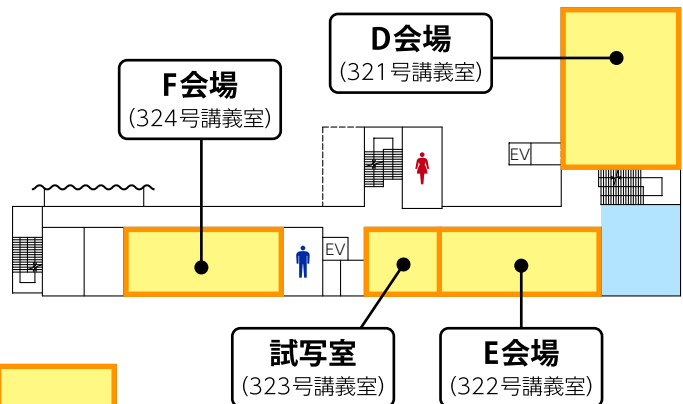 D会場
(321号講義室)
F会場
(324号講義室)
EV
EV
試写室
(323号講義室)
E会場
(322号講義室)